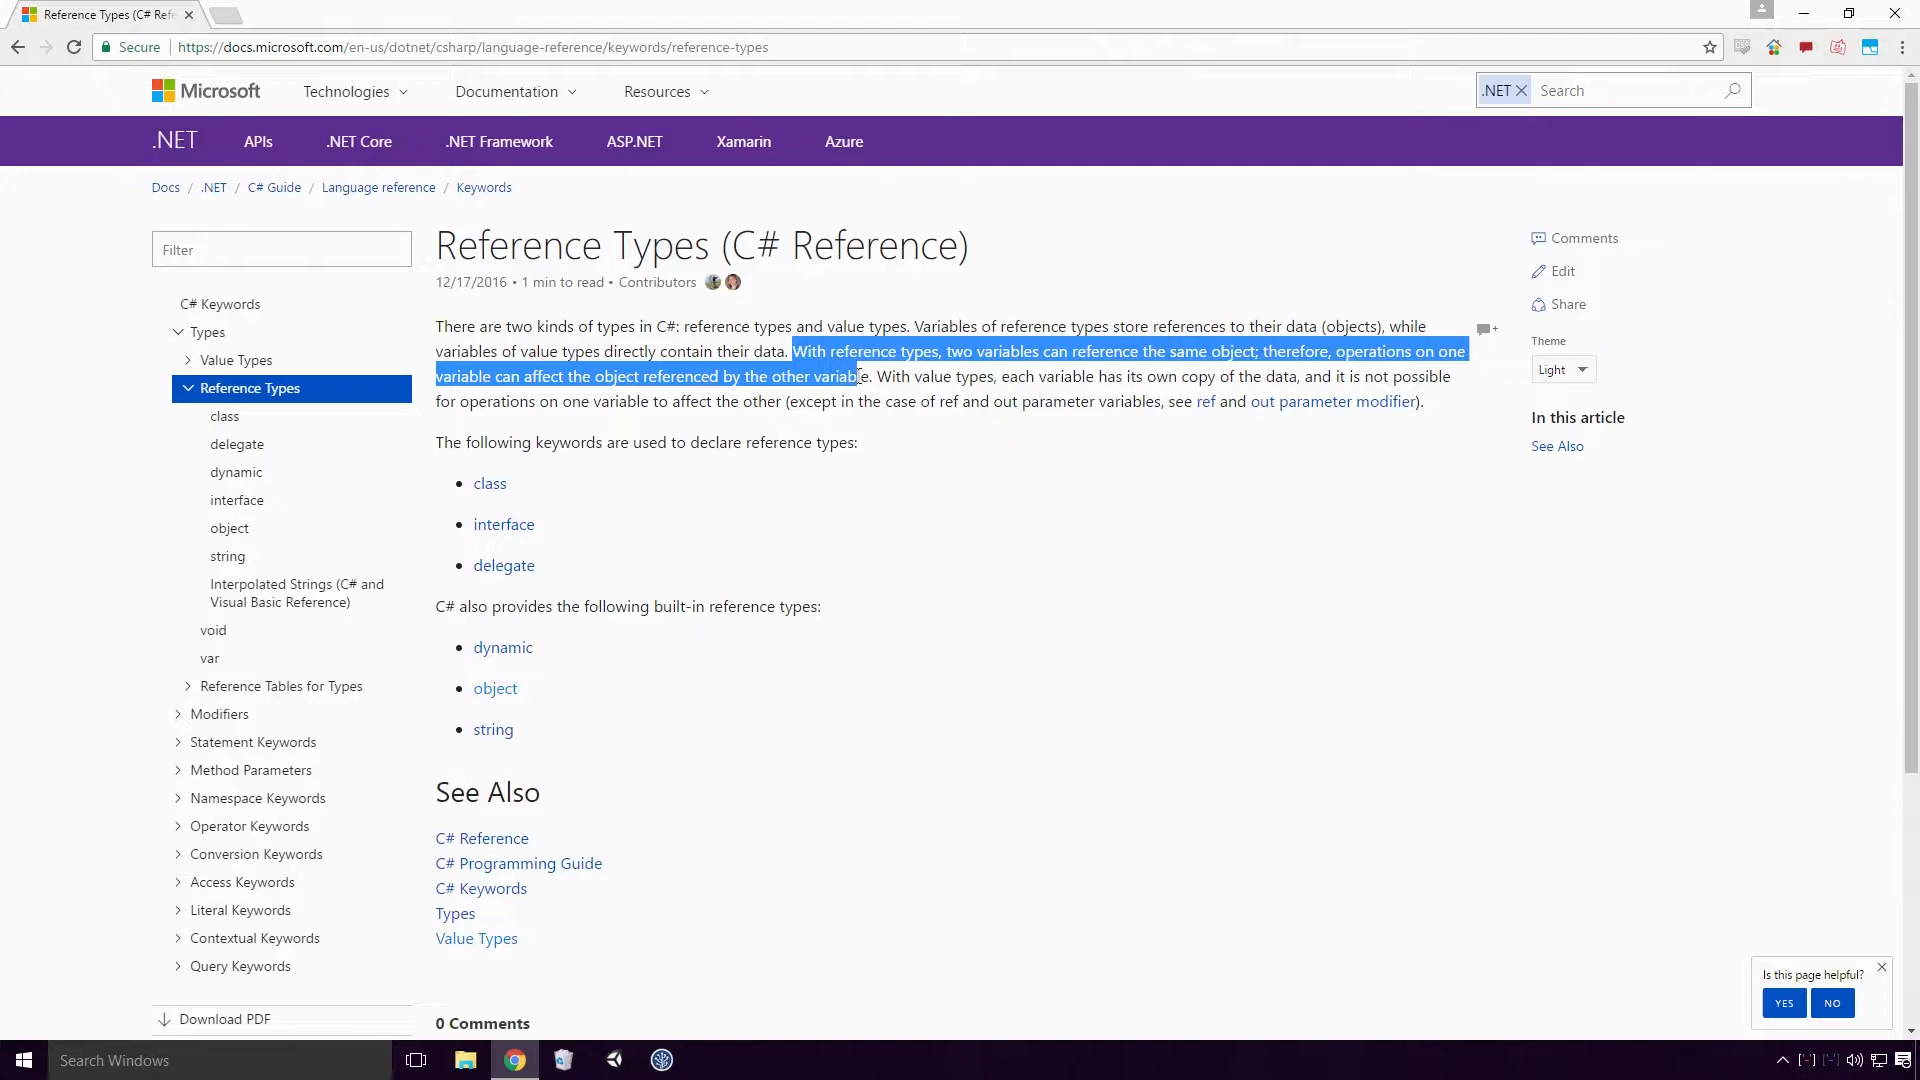 Reference Types (C# Refe
Secure
https://docs.microsoft.com/en-us/dotnet/csharp/language-reference/keywords/reference-types
Microsoft
Technologies
Documentation
Resources
.NET
Search
.NET
APIs
.NET Core
.NET Framework
ASP.NET
Xamarin
Azure
Docs / .NET / C# Guide / Language reference / Keywords
Filter
C# Keywords
Types
Value Types
Reference Types
class
delegate
dynamic
interface
object
string
Interpolated Strings (C# and
Visual Basic Reference)
void
var
Reference Tables for Types
Modifiers
Statement Keywords
Method Parameters
Namespace Keywords
Operator Keywords
Conversion Keywords
Access Keywords
Literal Keywords
Contextual Keywords
Query Keywords
Download PDF
Reference Types (C# Reference)
12/17/2016 • 1 min to read • Contributors
There are two kinds of types in C#: reference types and value types. Variables of reference types store references to their data (objects), while
variables of value types directly contain their data. With reference types, two variables can reference the same object; therefore, operations on one
variable can affect the object referenced by the other variable. With value types, each variable has its own copy of the data, and it is not possible
for operations on one variable to affect the other (except in the case of ref and out parameter variables, see ref and out parameter modifier).
The following keywords are used to declare reference types:
• class
• interface
• delegate
C# also provides the following built-in reference types:
• dynamic
• object
• string
See Also
C# Reference
C# Programming Guide
C# Keywords
Types
Value Types
0 Comments
Comments
Edit
Share
Theme
Light
In this article
See Also
Is this page helpful?
YES
NO
Search Windows